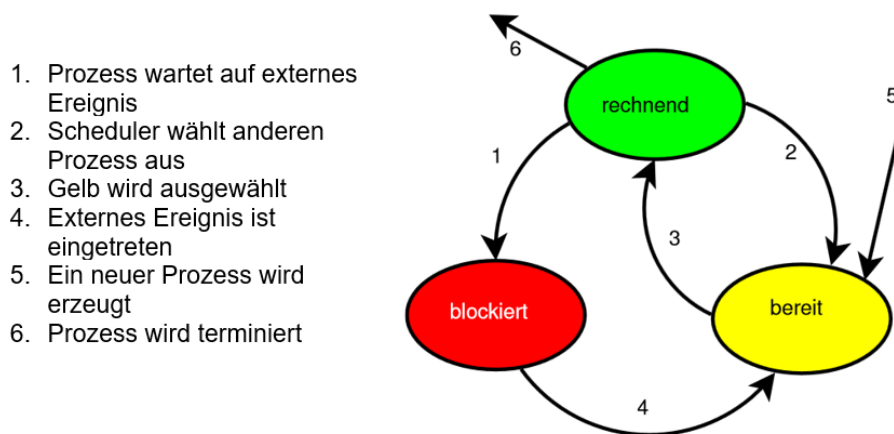 1. Prozess wartet auf externes
Ereignis
2. Scheduler wählt anderen
Prozess aus
3. Gelb wird ausgewählt
4. Externes Ereignis ist
eingetreten
5. Ein neuer Prozess wird
erzeugt
6. Prozess wird terminiert
6
rechnend
5
1
2
3
blockiert
bereit
4